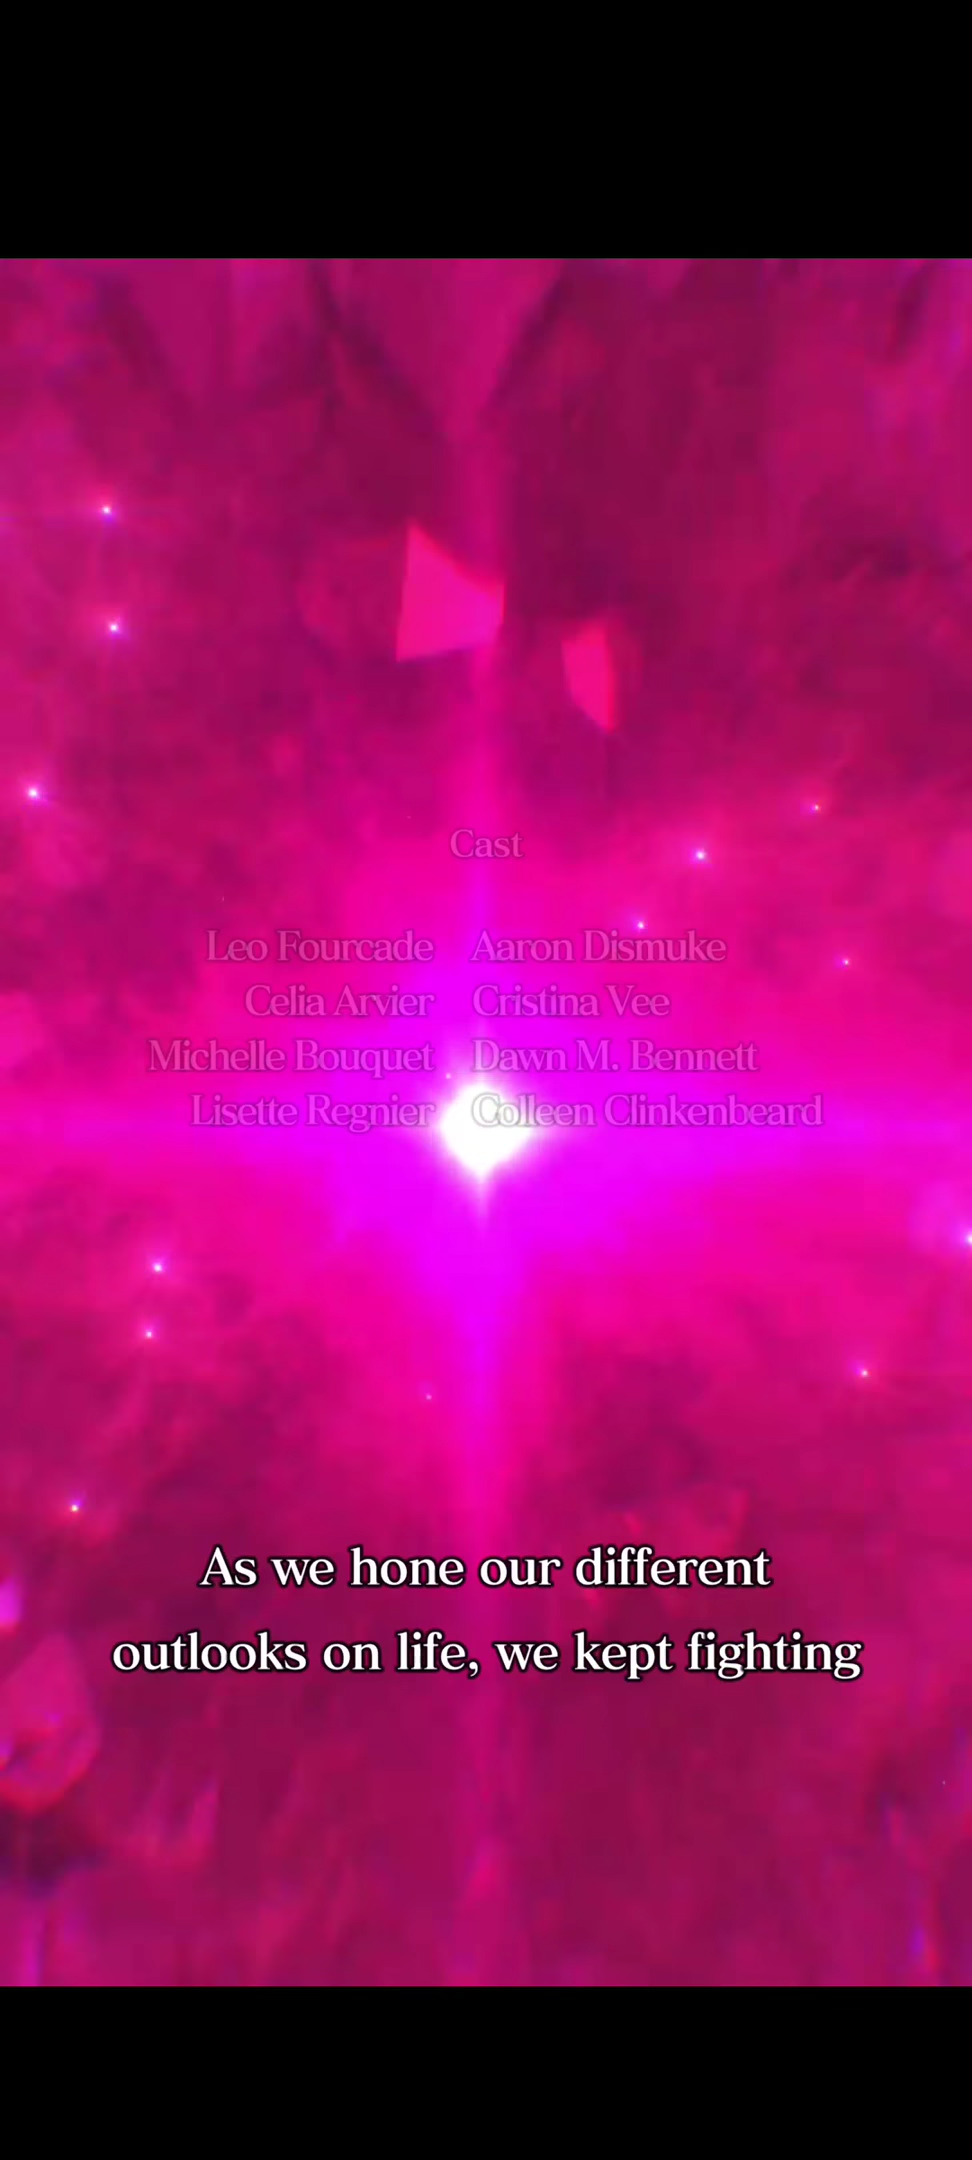 Cast
Leo Fourcade Aaron Dismuke
Celia Arvier Cristina Vee
Michelle Bouquet Dawn M. Bennett
Lisette Regnier Colleen Clinkenbeard
As we hone our different
outlooks on life, we kept fighting